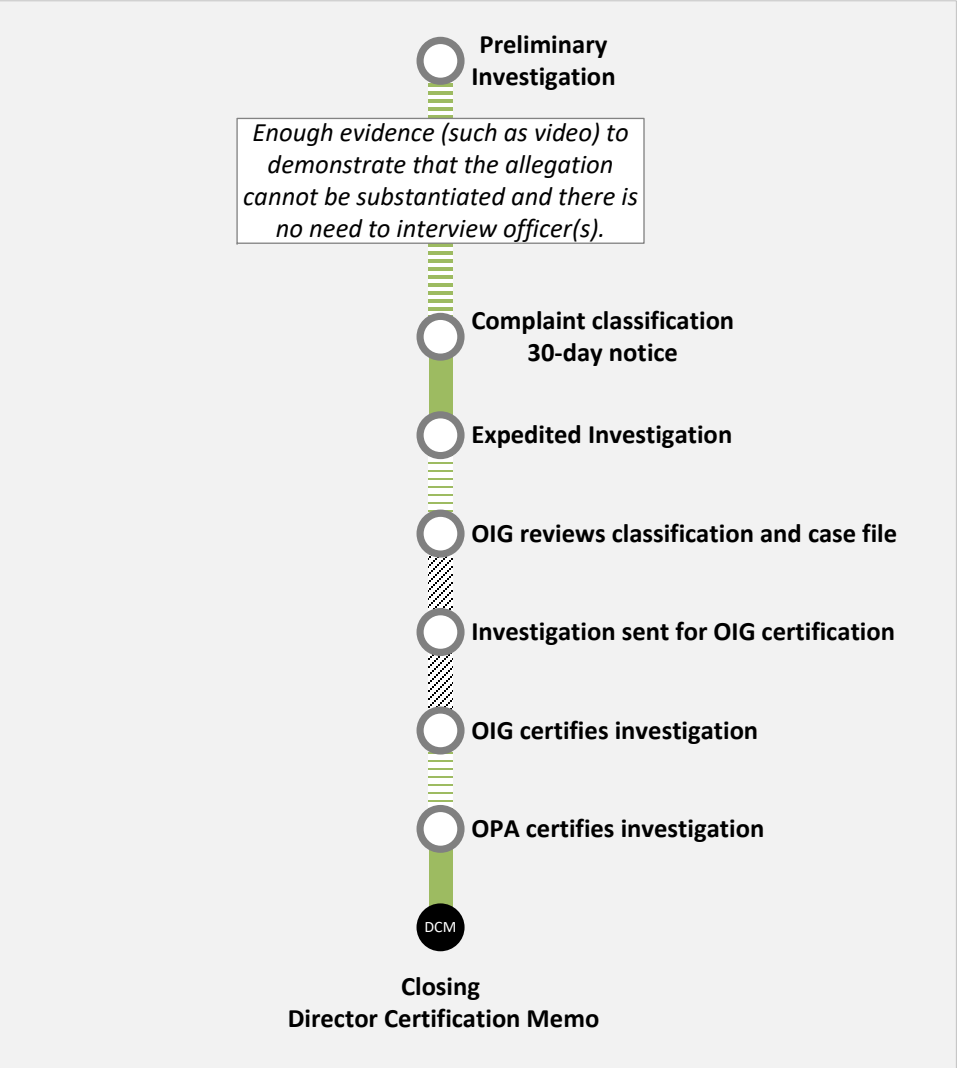 Preliminary
Investigation
Enough evidence (such as video) to
demonstrate that the allegation
cannot be substantiated and there is
no need to interview officer(s).
Complaint classification
30-day notice
Expedited Investigation
OIG reviews classification and case file
Investigation sent for OIG certification
OIG certifies investigation
OPA certifies investigation
DCM
Closing
Director Certification Memo